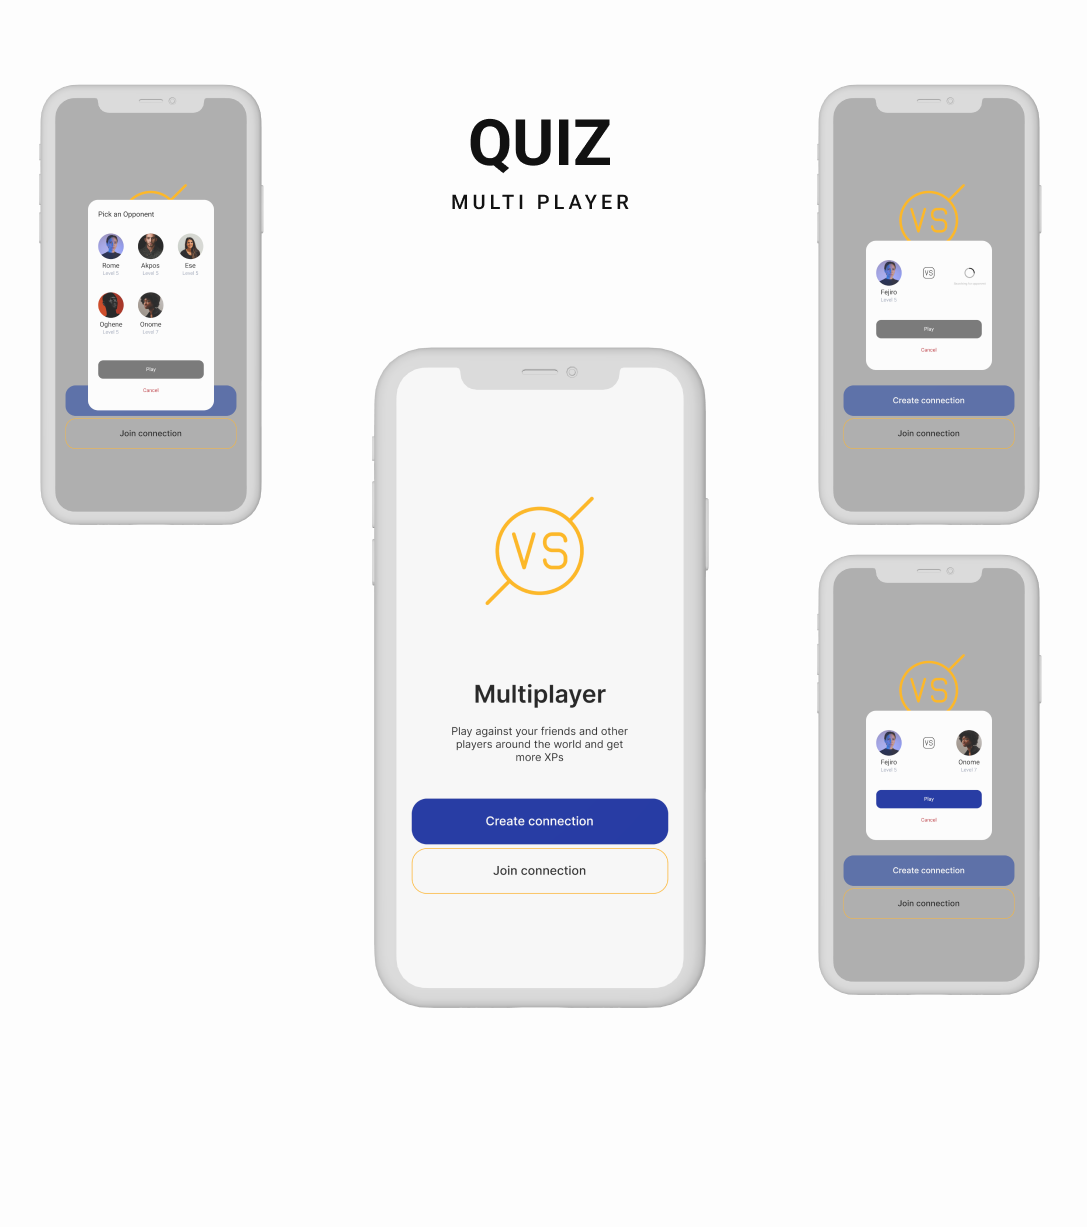 QUIZ
MULTI PLAYER
Pick an Opponent
Rome
Akpos
Ese
Level 5
Level 5
Level 5
Oghene
Onome
Level 5
Level 7
Play
Cancel
Join connection
VS
Multiplayer
Play against your friends and other
players around the world and get
more XPs
Create connection
Join connection
VS
VS
Fejiro
Level 5
Play
Cancel
Create connection
Join connection
VS
VS
Fejiro
Onome
Level 5
Level 7
Play
Cancel
Create connection
Join connection